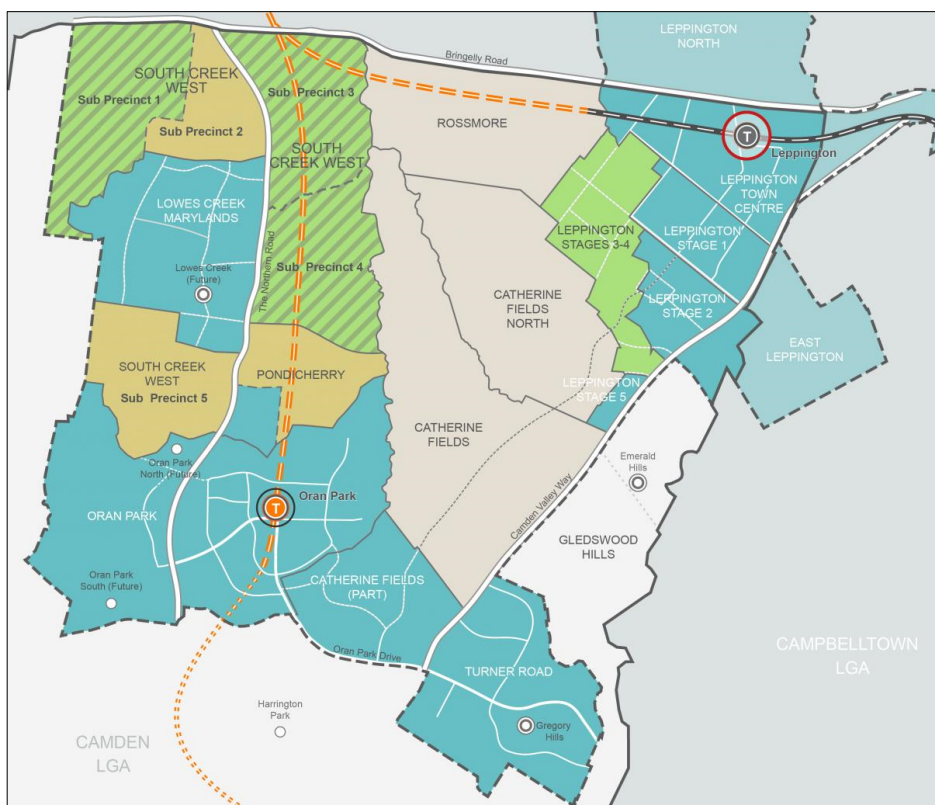 LEPPINGTON
NORTH
Bringelly Road
SOUTH CREEK
WEST
Sub Precinct 1
Sub Precinct 3
Sub Precinct 2
ROSSMORE
T
Leppington
SOUTH
CREEK WEST
LEPPINGTON
TOWN
CENTRE
LOWES CREEK
MARYLANDS
LEPPINGTON
STAGES 3-4
LEPPINGTON
STAGE 1
Lowes Creek
(Future)
The Northern Road
Sub Precinct 4
CATHERINE
FIELDS
NORTH
LEPPINGTON
STAGE 2
EAST
LEPPINGTON
SOUTH CREEK
WEST
Sub Precinct 5
PONDICHERRY
LEPPINGTON
STAGE 5
CATHERINE
FIELDS
Oran Park
North (Future)
Emerald
Hills
Camden Valley Way
Oran Park
T
ORAN PARK
GLEDSWOOD
HILLS
Oran Park
South (Future)
CATHERINE FIELDS
(PART)
Oran Park Drive
TURNER ROAD
CAMPBELLTOWN
LGA
Harrington
Park
Gregory
Hills
CAMDEN
LGA